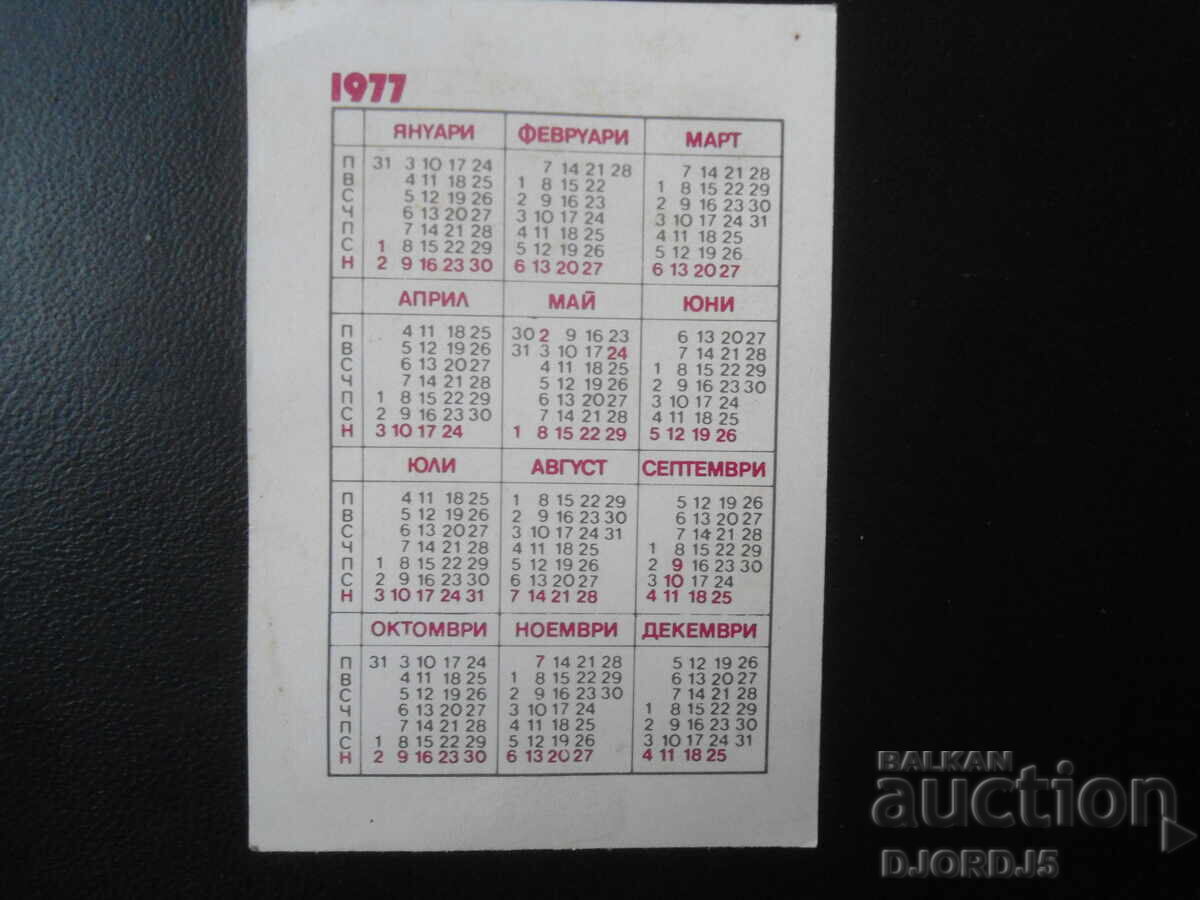 1977
ЯНУАРИ ФЕВРУАРИ МАРТ
П 31 3 10 17 24 7 14 21 28 7 14 21 28
В 4 11 18 25 1 8 15 22 1 8 15 22 29
С 5 12 19 26 2 9 16 23 2 9 16 23 30
Ч 6 13 20 27 3 10 17 24 3 10 17 24 31
П 7 14 21 28 4 11 18 25 4 11 18 25
С 1 8 15 22 29 5 12 19 26 5 12 19 26
Н 2 9 16 23 30 6 13 20 27 6 13 20 27
АПРИЛ МАЙ ЮНИ
П 4 11 18 25 30 2 9 16 23 6 13 20 27
В 5 12 19 26 31 3 10 17 24 7 14 21 28
С 6 13 20 27 4 11 18 25 1 8 15 22 29
Ч 7 14 21 28 5 12 19 26 2 9 16 23 30
П 1 8 15 22 29 6 13 20 27 3 10 17 24
С 2 9 16 23 30 7 14 21 28 4 11 18 25
Н 3 10 17 24 1 8 15 22 29 5 12 19 26
ЮЛИ АВГУСТ СЕПТЕМВРИ
П 4 11 18 25 1 8 15 22 29 5 12 19 26
В 5 12 19 26 2 9 16 23 30 6 13 20 27
С 6 13 20 27 3 10 17 24 31 7 14 21 28
Ч 7 14 21 28 4 11 18 25 1 8 15 22 29
П 1 8 15 22 29 5 12 19 26 2 9 16 23 30
С 2 9 16 23 30 6 13 20 27 3 10 17 24
Н 3 10 17 24 31 7 14 21 28 4 11 18 25
ОКТОМВРИ НОЕМВРИ ДЕКЕМВРИ
П 31 3 10 17 24 7 14 21 28 5 12 19 26
В 4 11 18 25 1 8 15 22 29 6 13 20 27
С 5 12 19 26 2 9 16 23 30 7 14 21 28
Ч 6 13 20 27 3 10 17 24 1 8 15 22 29
П 7 14 21 28 4 11 18 25 2 9 16 23 30
С 1 8 15 22 29 5 12 19 26 3 10 17 24 31
Н 2 9 16 23 30 6 13 20 27 4 11 18 25
BALKAN
auction
DJORDJ5